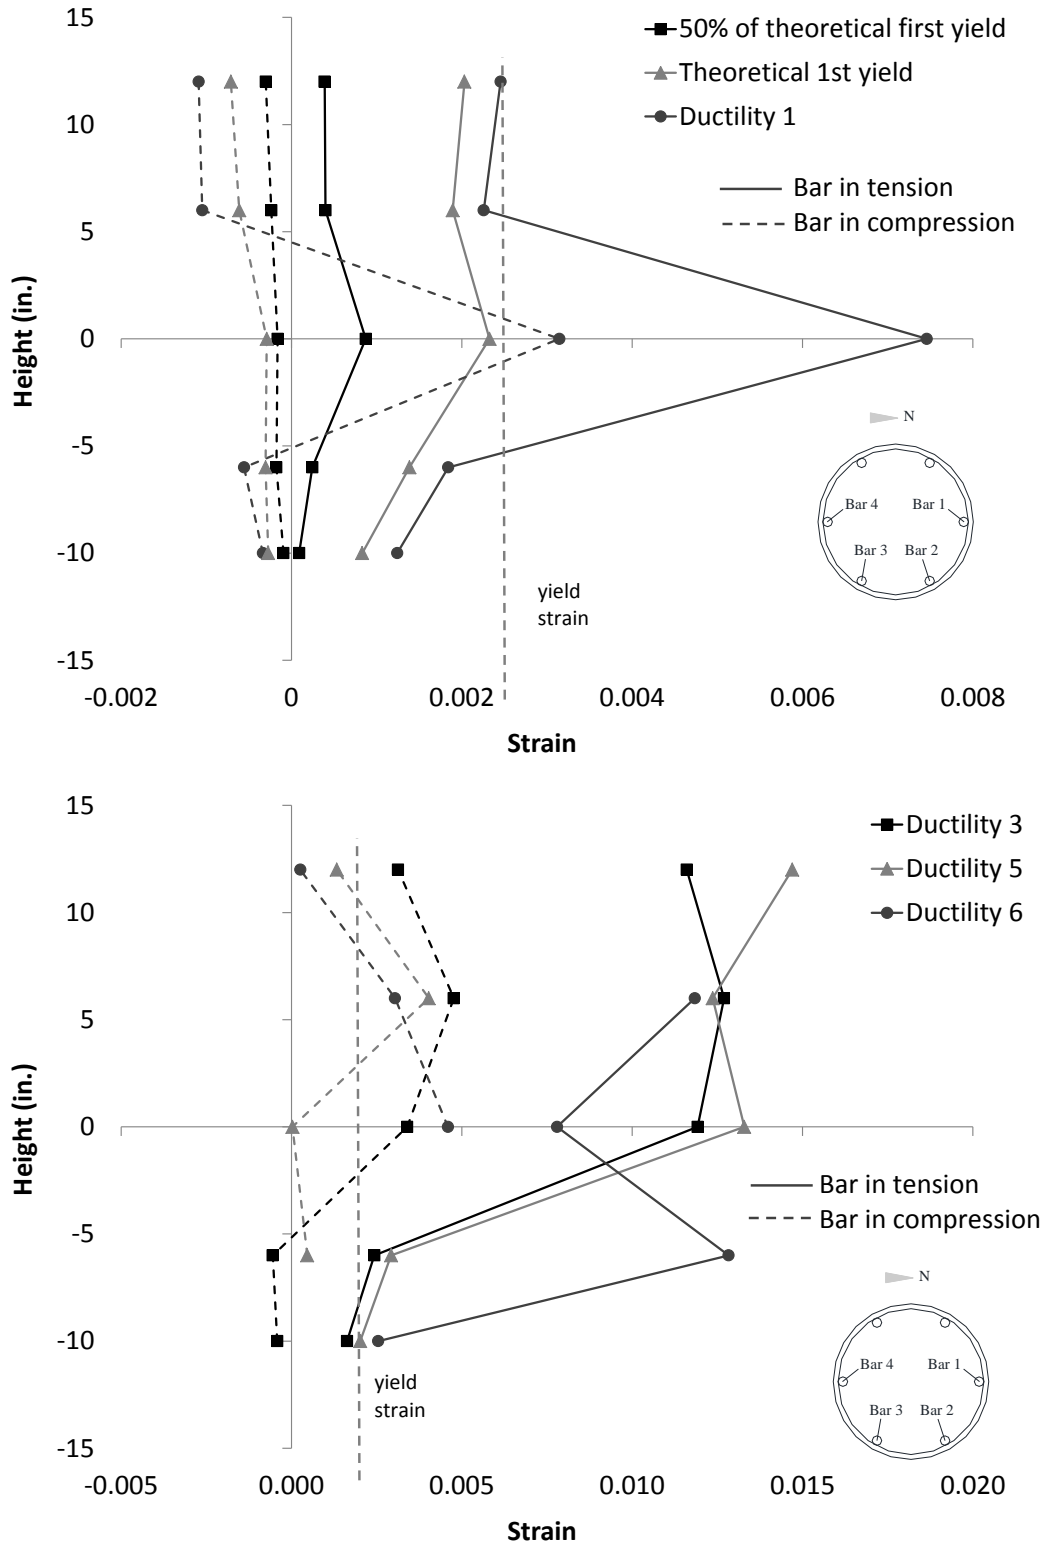 15
50% of theoretical first yield
Theoretical 1st yield
Ductility 1
10
Bar in tension
Bar in compression
5
Height (in.)
0
-5
N
Bar 4
Bar 1
Bar 3
Bar 2
-10
yield
strain
-15
-0.002
0
0.002
0.004
0.006
0.008
Strain
15
Ductility 3
Ductility 5
Ductility 6
10
5
Height (in.)
0
Bar in tension
Bar in compression
-5
N
Bar 4
Bar 1
Bar 3
Bar 2
-10
yield
strain
-15
-0.005
0.000
0.005
0.010
0.015
0.020
Strain